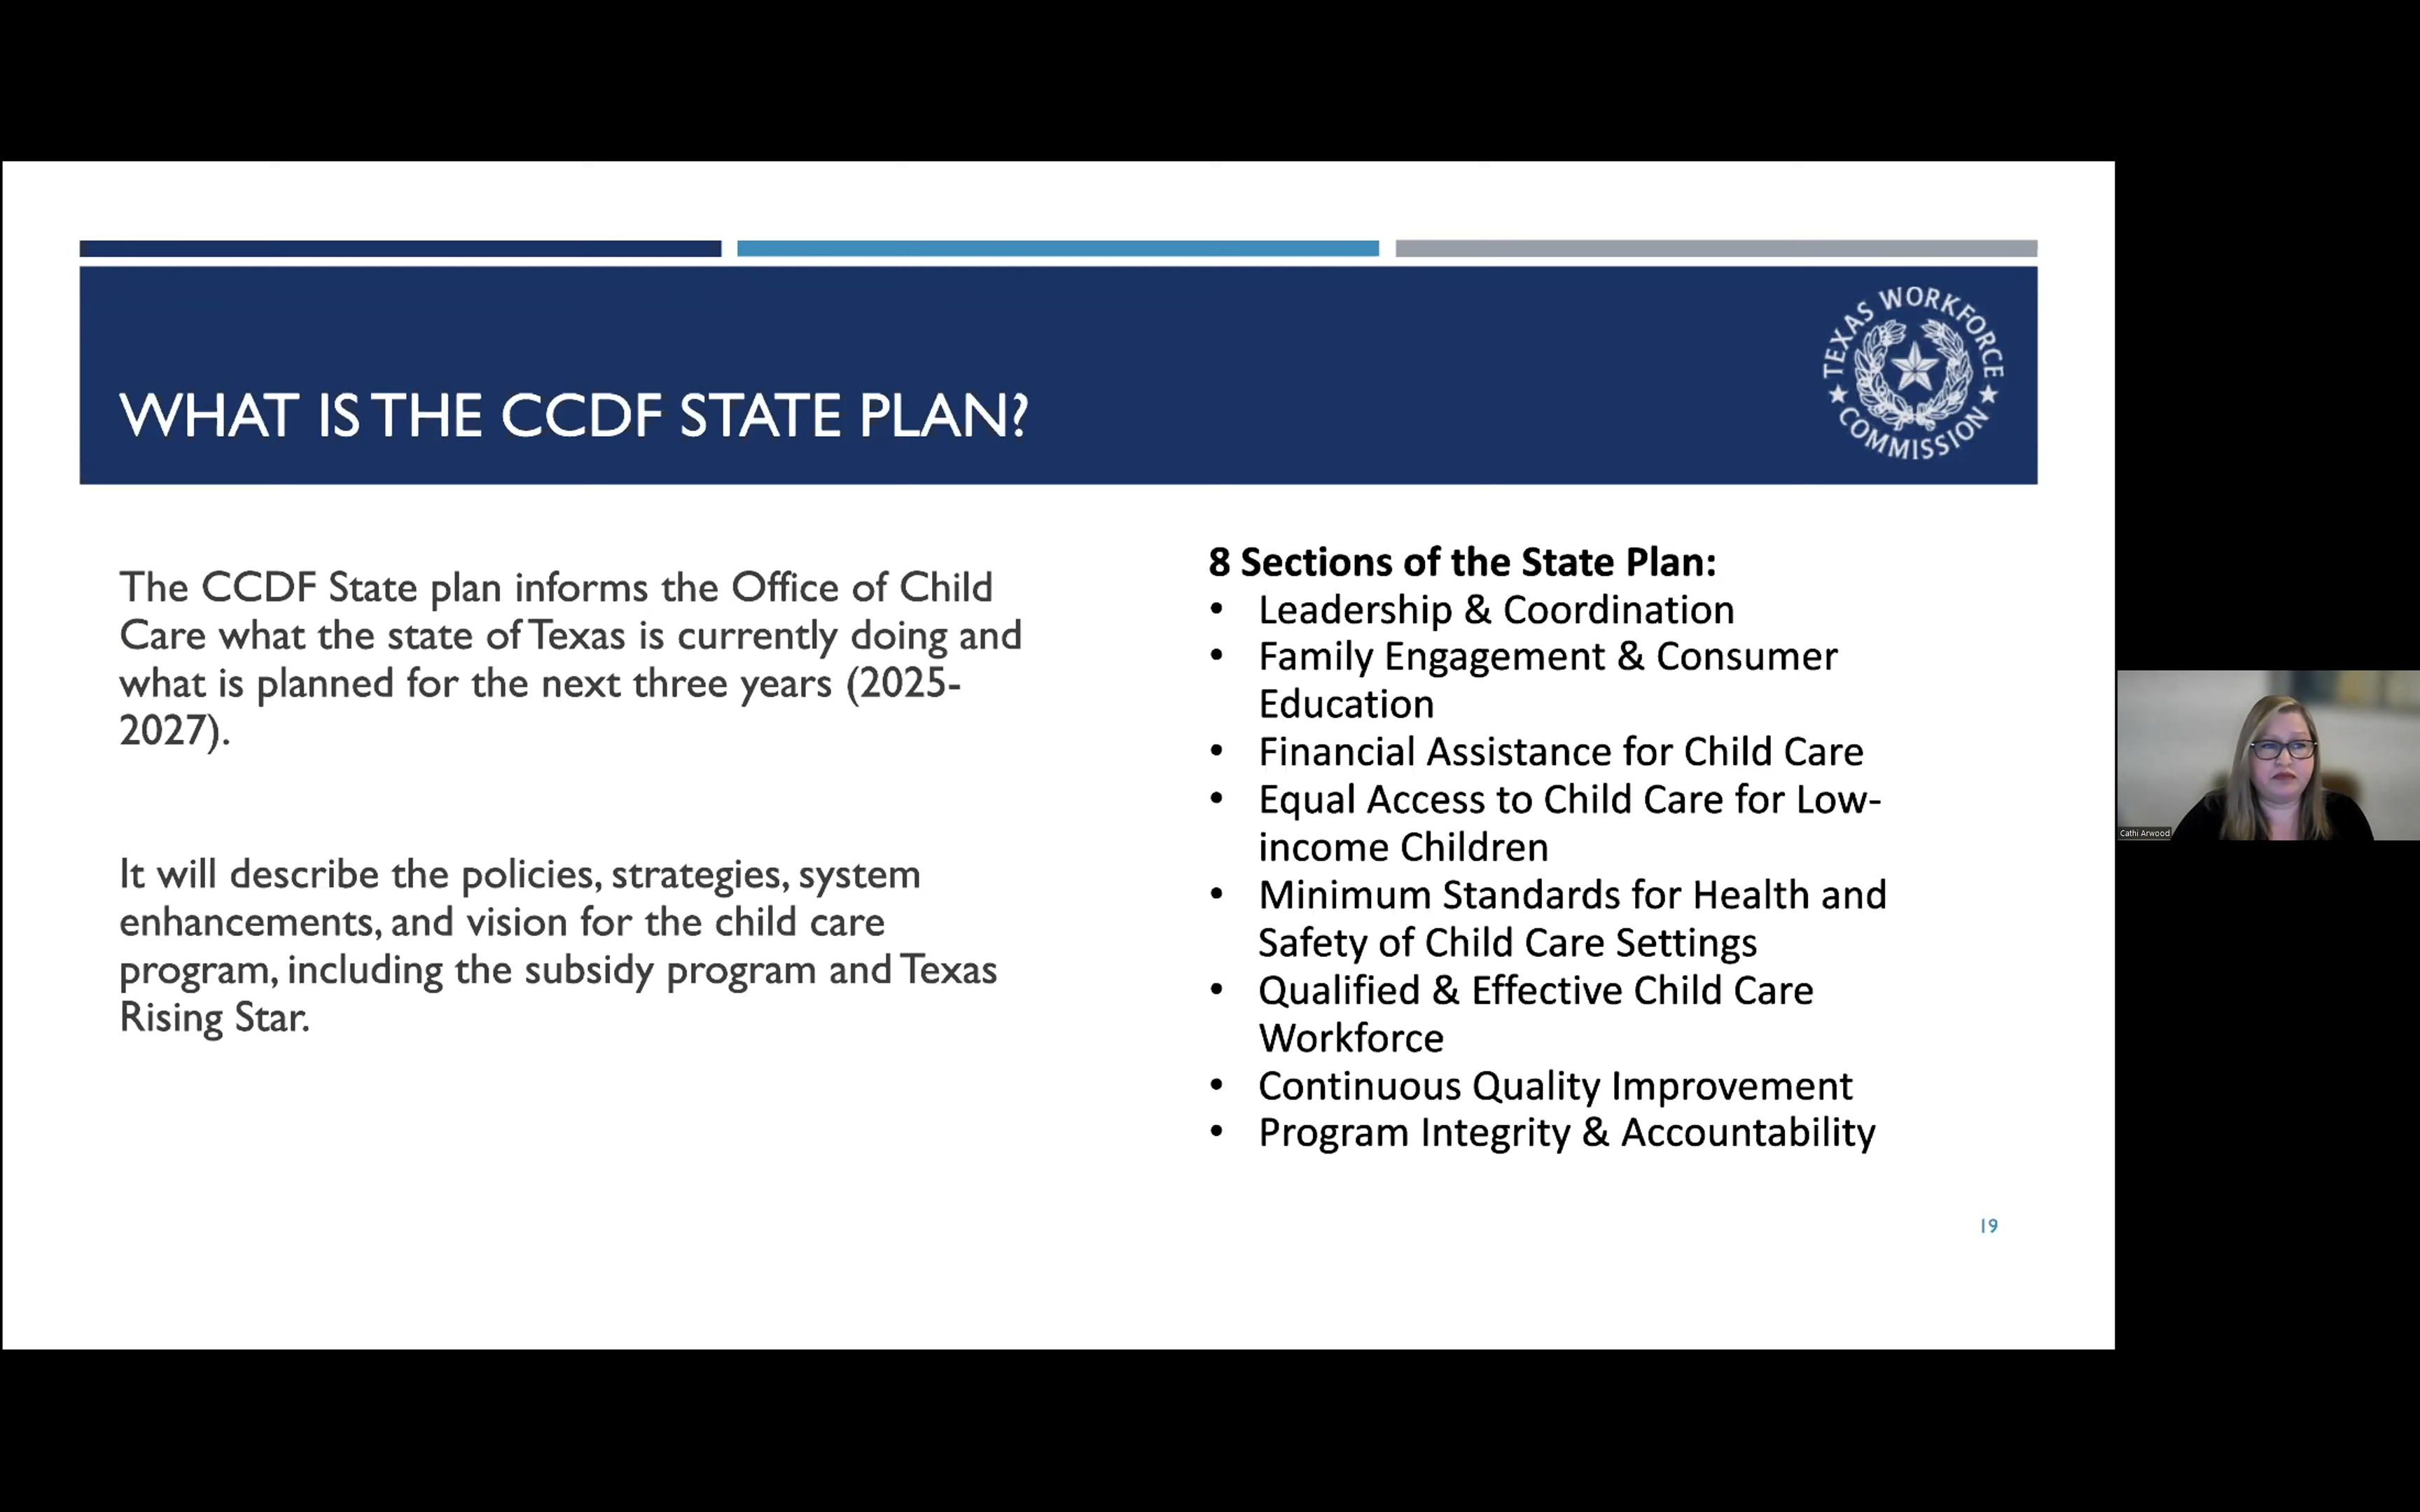 TEXAS WORKFORCE COMMISSION
WHAT IS THE CCDF STATE PLAN?
The CCDF State plan informs the Office of Child
Care what the state of Texas is currently doing and
what is planned for the next three years (2025-
2027).
It will describe the policies, strategies, system
enhancements, and vision for the child care
program, including the subsidy program and Texas
Rising Star.
8 Sections of the State Plan:
• Leadership & Coordination
• Family Engagement & Consumer
Education
• Financial Assistance for Child Care
• Equal Access to Child Care for Low-
income Children
• Minimum Standards for Health and
Safety of Child Care Settings
• Qualified & Effective Child Care
Workforce
• Continuous Quality Improvement
• Program Integrity & Accountability
19
Cathi Arwood